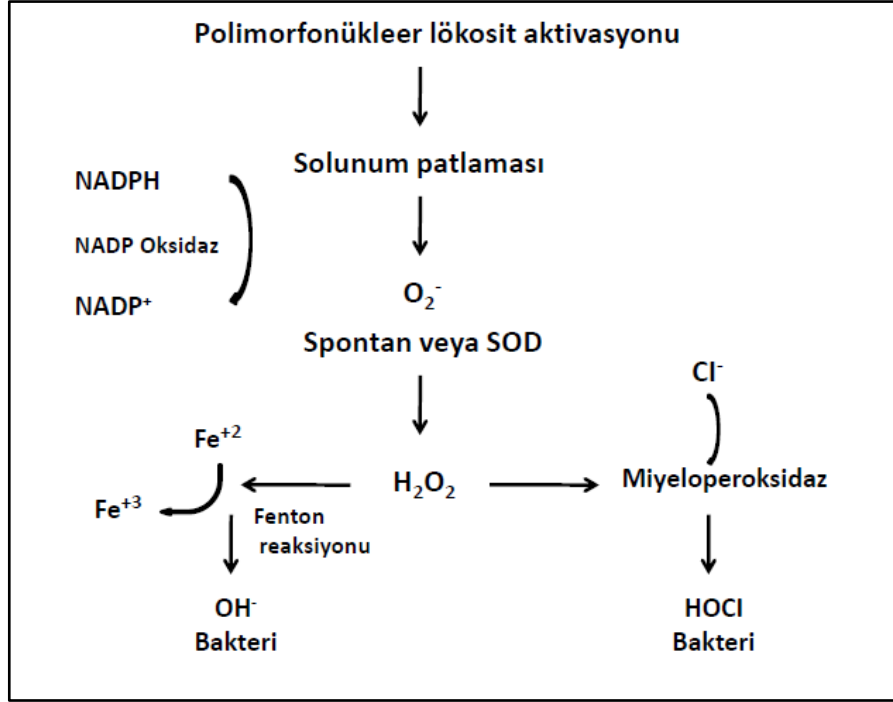 Polimorfonükleer lökosit aktivasyonu
Solunum patlaması
NADPH
NADP Oksidaz
NADP⁺
O₂⁻
Spontan veya SOD
Cl⁻
Fe⁺²
H₂O₂
Miyeloperoksidaz
Fe⁺³
Fenton
reaksiyonu
OH⁻
Bakteri
HOCl
Bakteri